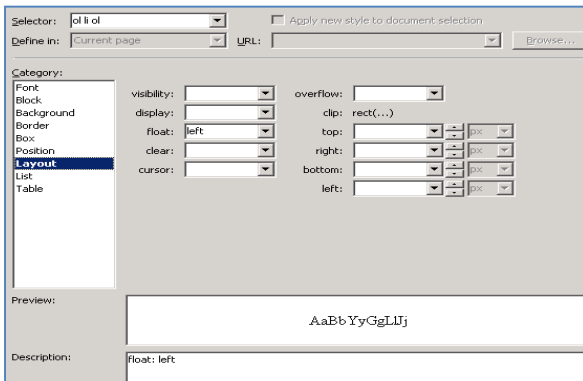 Selector: ol li ol Apply new style to document selection
Define in: Current page URL: Browse...
Category:
Font
Block
Background
Border
Box
Position
Layout
List
Table
visibility: overflow:
display: clip: rect(...)
float: left top: px
clear: right: px
cursor: bottom: px
left: px
Preview:
AaBbYyGgLlJj
Description:
float: left